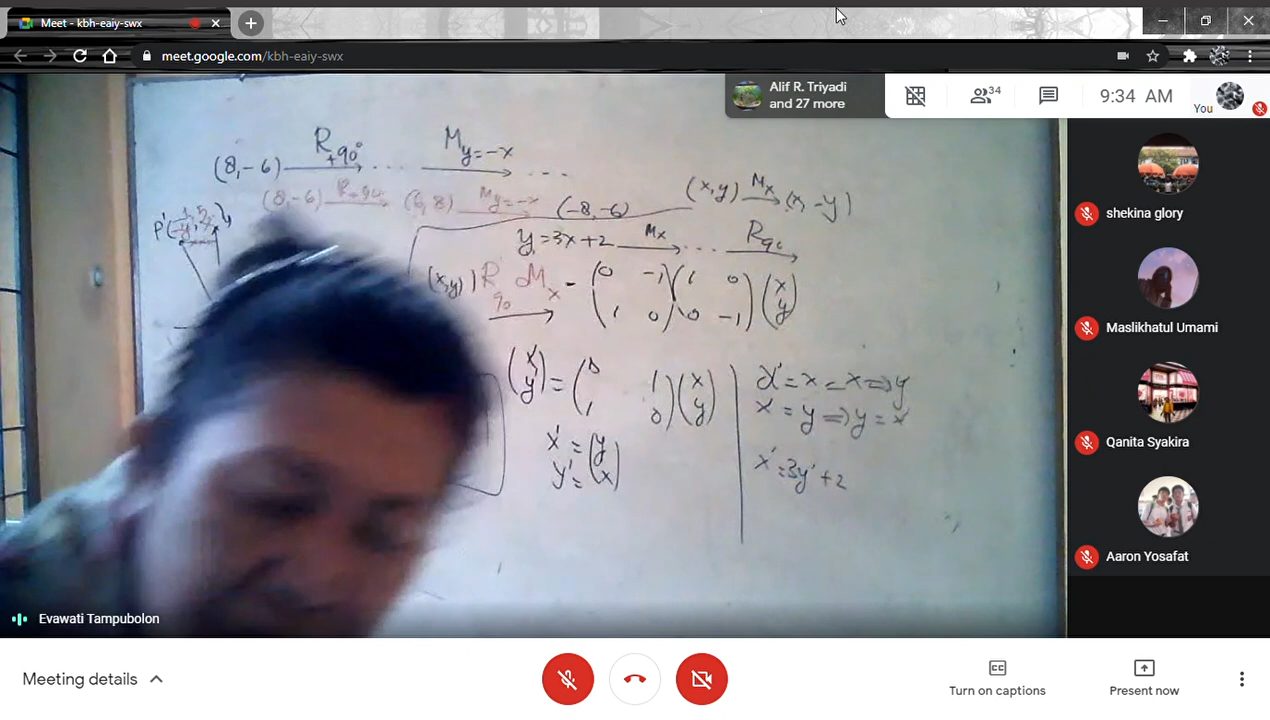 Meet - kbh-eaiy-swx
meet.google.com/kbh-eaiy-swx
Alif R. Triyadi
and 27 more
34
9:34 AM
You
(8,-6) R+90° ... My=-x ...
(8,-6) R+90° (6,8) My=-x (-8,-6)
(x,y) Mx (x,-y)
y=3x+2 Mx ... R90
(x,y) R90 Mx - (0 -1 1 0)(1 0 0 -1)(x y)
(x' y') = ( 1 1 0)(x y)
x' = (y
y' = x)
x'=x=x=>y
x=y=>y=x
x'=3y'+2
shekina glory
Maslikhatul Umami
Qanita Syakira
Aaron Yosafat
Evawati Tampubolon
Meeting details
Turn on captions
Present now